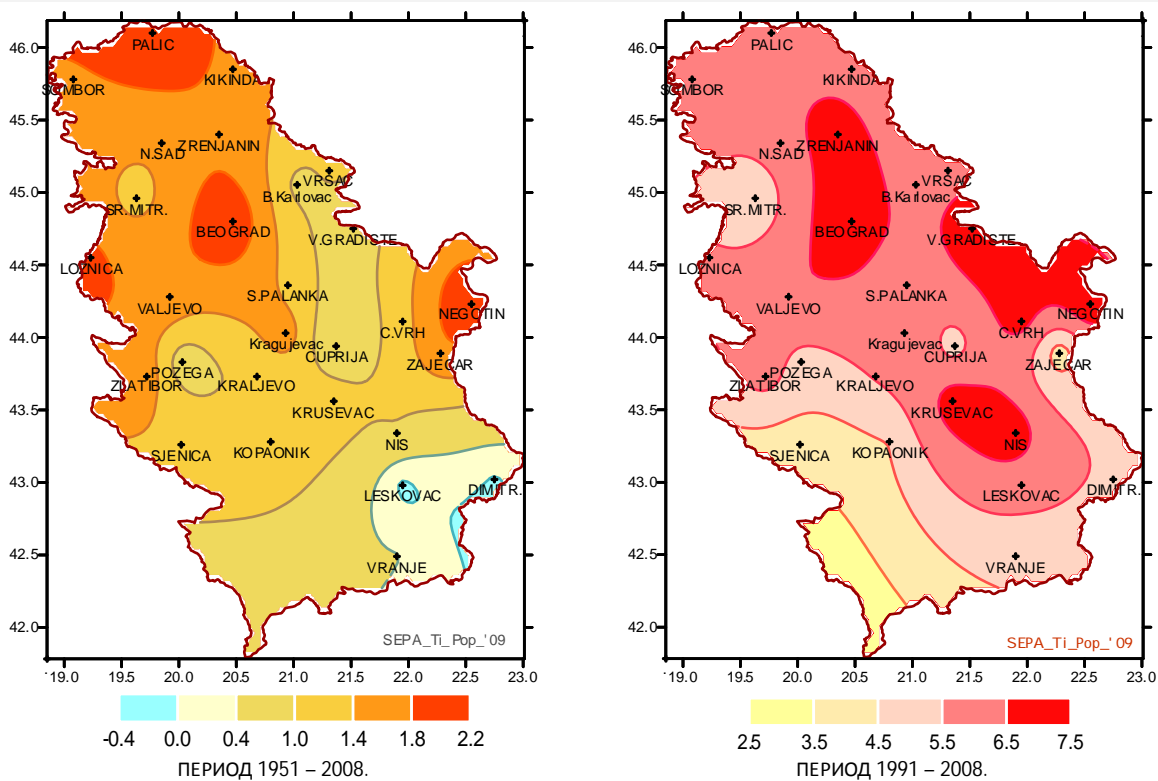 46.0
45.5
45.0
44.5
44.0
43.5
43.0
42.5
42.0
PALIC
SOMBOR
KIKINDA
ZRENJANIN
N.SAD
VRSAC
B.Karlovac
SR.MITR.
BEOGRAD
V.GRADISTE
LOZNICA
S.PALANKA
VALJEVO
NEGOTIN
C.VRH
Kragujevac
CUPRIJA
ZAJECAR
POZEGA
ZLATIBOR
KRALJEVO
KRUSEVAC
NIS
SJENICA
KOPAONIK
LESKOVAC
DIMITR.
VRANJE
SEPA_Ti_Pop_'09
19.0 19.5 20.0 20.5 21.0 21.5 22.0 22.5 23.0
-0.4 0.0 0.4 1.0 1.4 1.8 2.2
ПЕРИОД 1951 – 2008.
46.0
45.5
45.0
44.5
44.0
43.5
43.0
42.5
42.0
PALIC
SOMBOR
KIKINDA
ZRENJANIN
N.SAD
VRSAC
B.Karlovac
SR.MITR.
BEOGRAD
V.GRADISTE
LOZNICA
S.PALANKA
VALJEVO
NEGOTIN
C.VRH
Kragujevac
CUPRIJA
ZAJECAR
POZEGA
ZLATIBOR
KRALJEVO
KRUSEVAC
NIS
SJENICA
KOPAONIK
LESKOVAC
DIMITR.
VRANJE
SEPA_Ti_Pop_'09
19.0 19.5 20.0 20.5 21.0 21.5 22.0 22.5 23.0
2.5 3.5 4.5 5.5 6.5 7.5
ПЕРИОД 1991 – 2008.